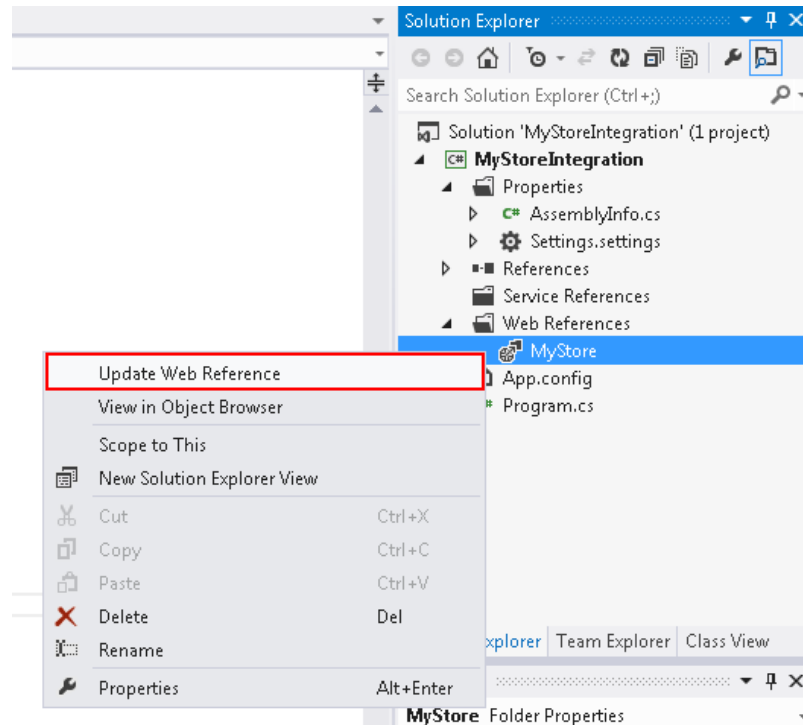 Solution Explorer
Search Solution Explorer (Ctrl+;)
Solution 'MyStoreIntegration' (1 project)
C# MyStoreIntegration
Properties
C# AssemblyInfo.cs
Settings.settings
References
Service References
Web References
MyStore
App.config
Program.cs
Update Web Reference
View in Object Browser
Scope to This
New Solution Explorer View
Cut Ctrl+X
Copy Ctrl+C
Paste Ctrl+V
Delete Del
Rename
Properties Alt+Enter
xplorer Team Explorer Class View
MyStore Folder Properties